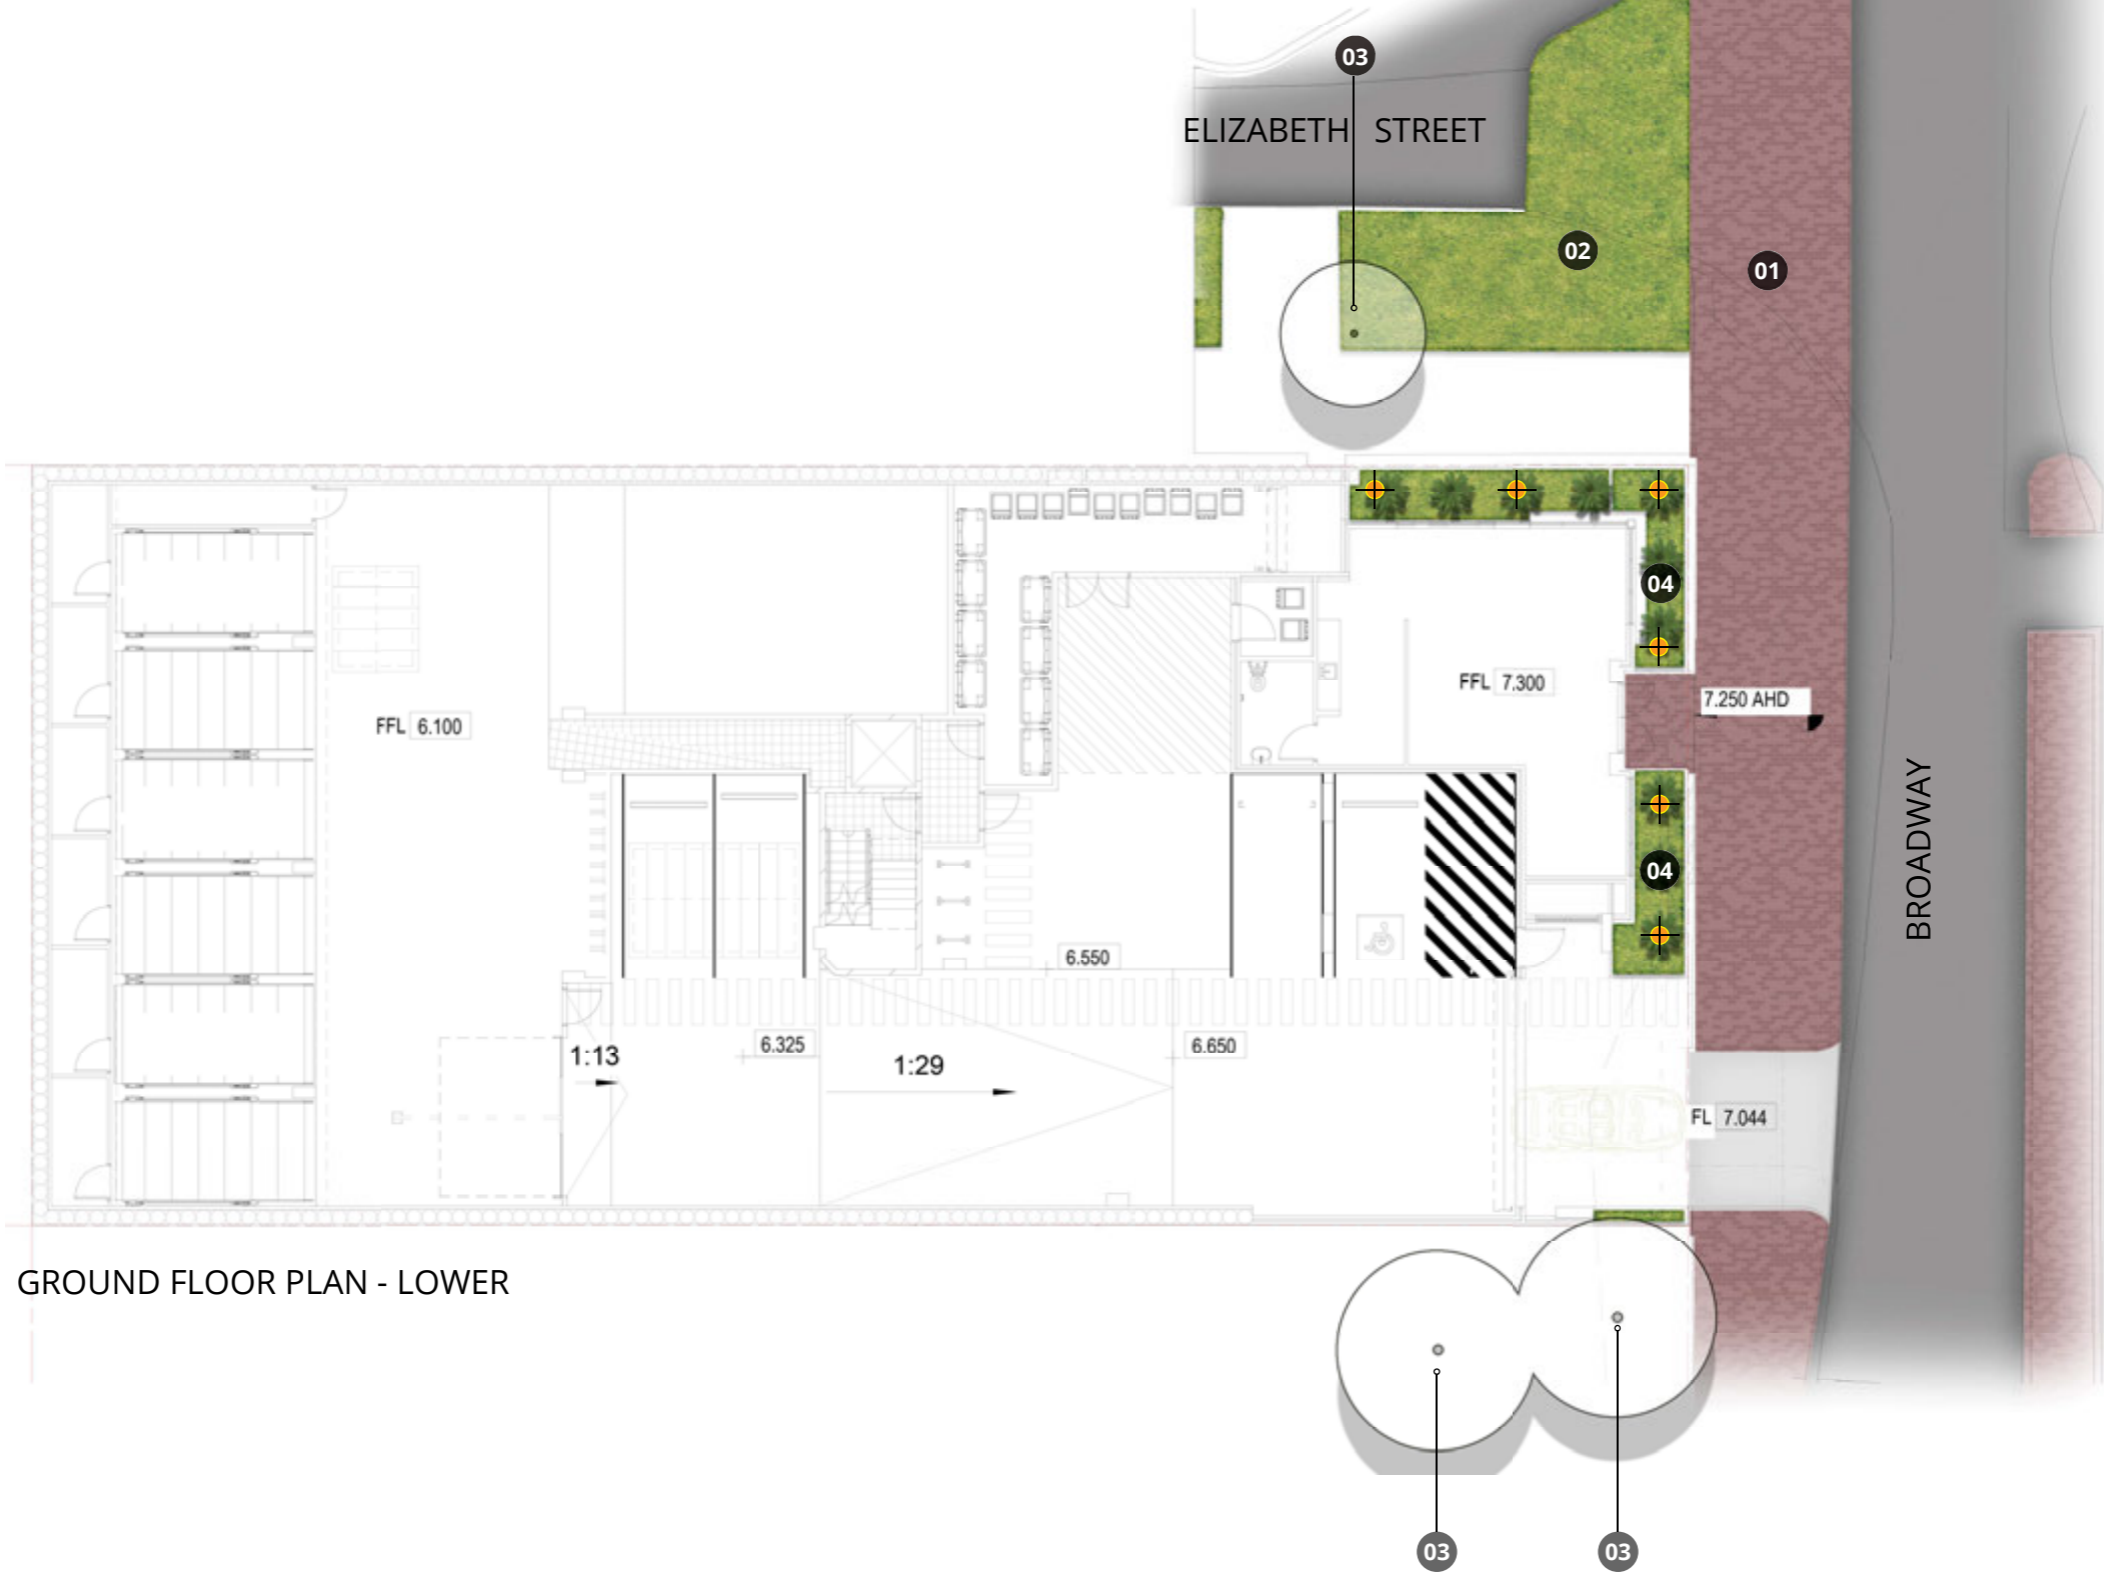 03
ELIZABETH STREET
02
01
04
FFL 7.300
7.250 AHD
FFL 6.100
BROADWAY
04
6.550
6.325
6.650
1:13
1:29
FL 7.044
GROUND FLOOR PLAN - LOWER
03
03